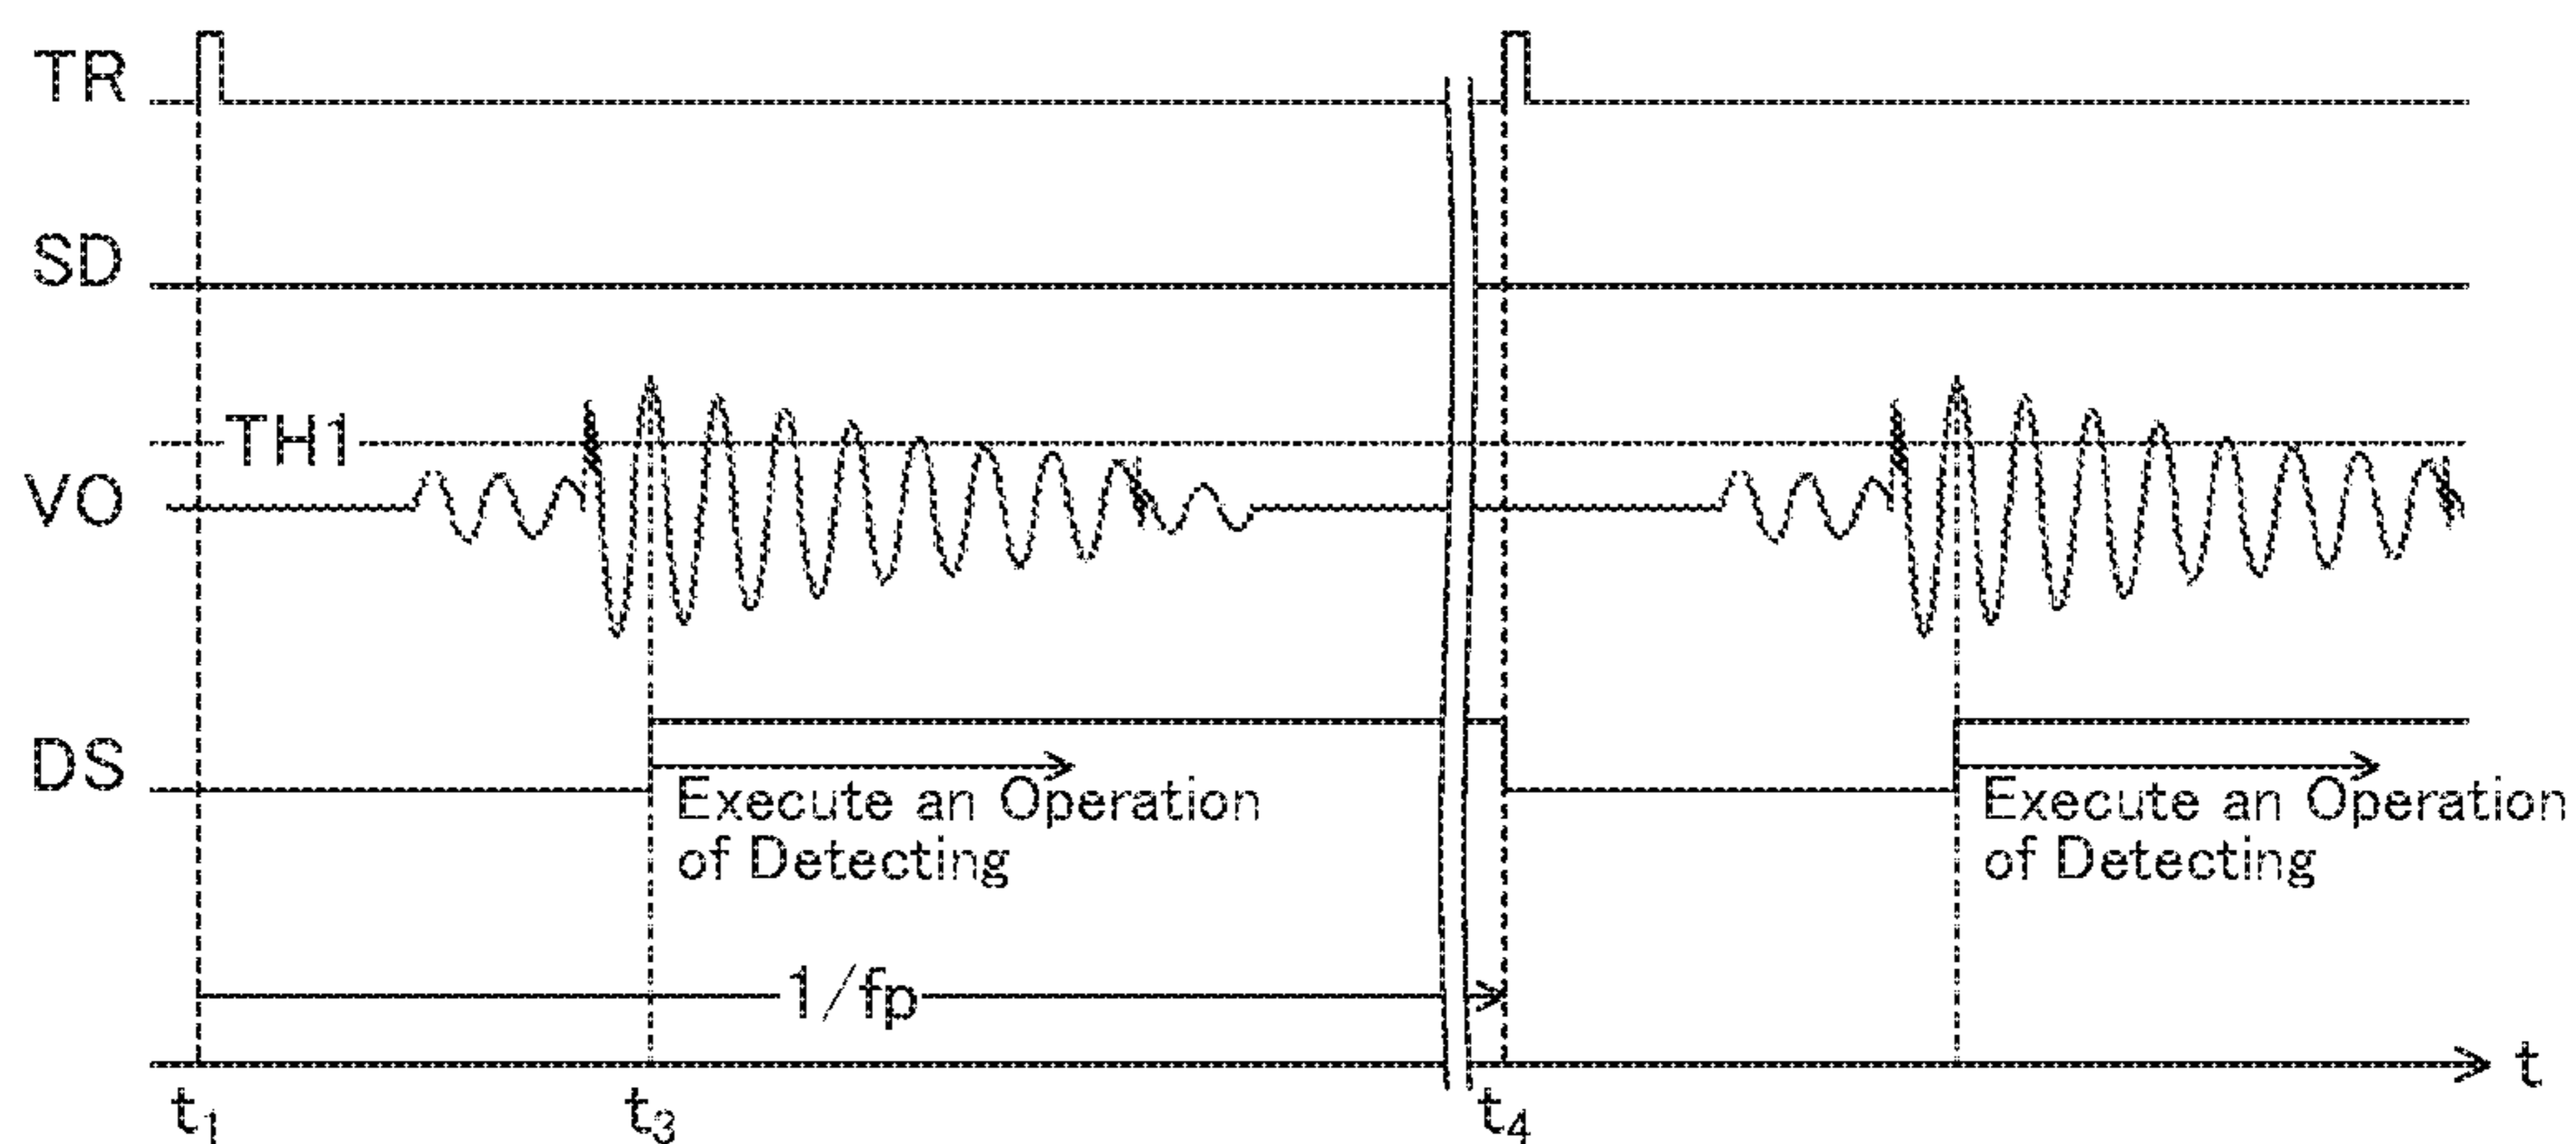 TR
SD
TH1
VO
DS
Execute an Operation
of Detecting
Execute an Operation
of Detecting
1/fp
t
t1
t3
t4